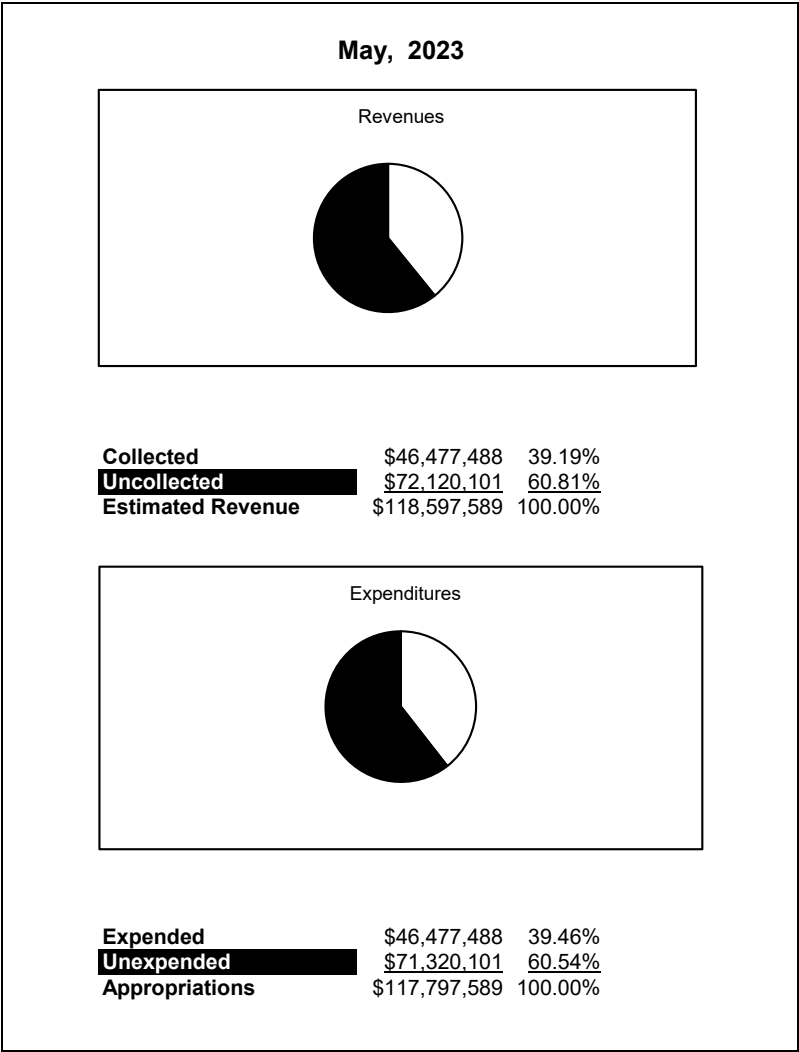 May, 2023
Revenues
Collected $46,477,488 39.19%
Uncollected $72,120,101 60.81%
Estimated Revenue $118,597,589 100.00%
Expenditures
Expended $46,477,488 39.46%
Unexpended $71,320,101 60.54%
Appropriations $117,797,589 100.00%